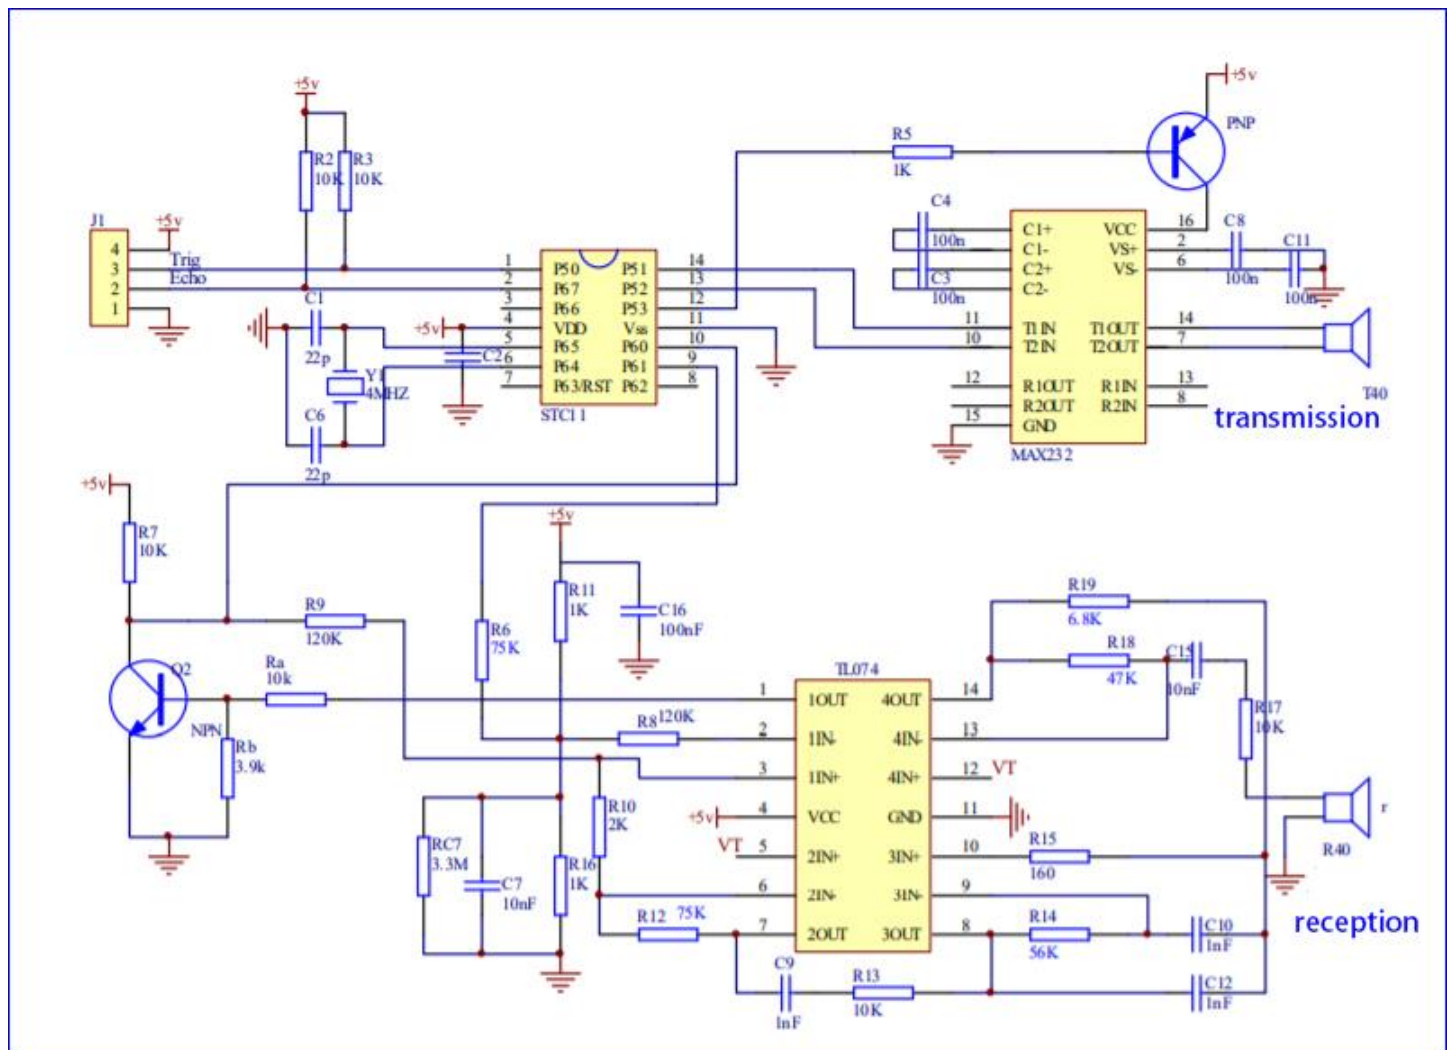 +5v
PNP
+5v
R2
10K
R3
10K
R5
1K
J1
+5v
4
3
2
1
Trig
Echo
C1
22p
+5v
C2
Y1
4MHZ
C6
22p
1
2
3
4
5
6
7
P50
P67
P66
VDD
P65
P64
P63/RST
P51
P52
P53
Vss
P60
P61
P62
14
13
12
11
10
9
8
STC11
C4
100n
C3
100n
11
10
12
9
15
C1+
C1-
C2+
C2-
T1IN
T2IN
R1OUT
R2OUT
GND
VCC
VS+
VS-
T1OUT
T2OUT
R1IN
R2IN
16
2
6
14
7
13
8
MAX232
C8
100n
C11
100n
T40
transmission
+5v
R7
10K
R9
120K
Ra
10k
Q2
NPN
Rb
3.9k
+5v
R11
1K
C16
100nF
R6
75K
R8
120K
R10
2K
RC7
3.3M
C7
10nF
R16
1K
R12
75K
C9
1nF
R13
10K
+5v
VT
TL074
1
2
3
4
5
6
7
1OUT
1IN-
1IN+
VCC
2IN+
2IN-
2OUT
4OUT
4IN-
4IN+
GND
3IN+
3IN-
3OUT
14
13
12
11
10
9
8
VT
R19
6.8K
R18
47K
C15
10nF
R17
10K
R15
160
R14
56K
C10
1nF
C12
1nF
r
R40
reception